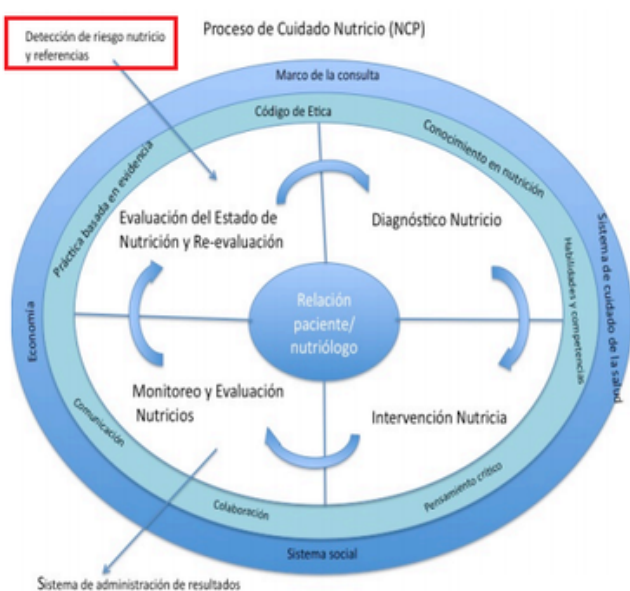 Detección de riesgo nutricio
y referencias
Proceso de Cuidado Nutricio (NCP)
Marco de la consulta
Código de Etica
Conocimiento en nutrición
Práctica basada en evidencia
Evaluación del Estado de
Nutrición y Re-evaluación
Diagnóstico Nutricio
Sistema de cuidado de la salud
Habilidades y competencias
Economía
Relación
paciente/
nutriólogo
Monitoreo y Evaluación
Nutricios
Intervención Nutricia
Comunicación
Colaboración
Pensamiento crítico
Sistema social
Sistema de administración de resultados